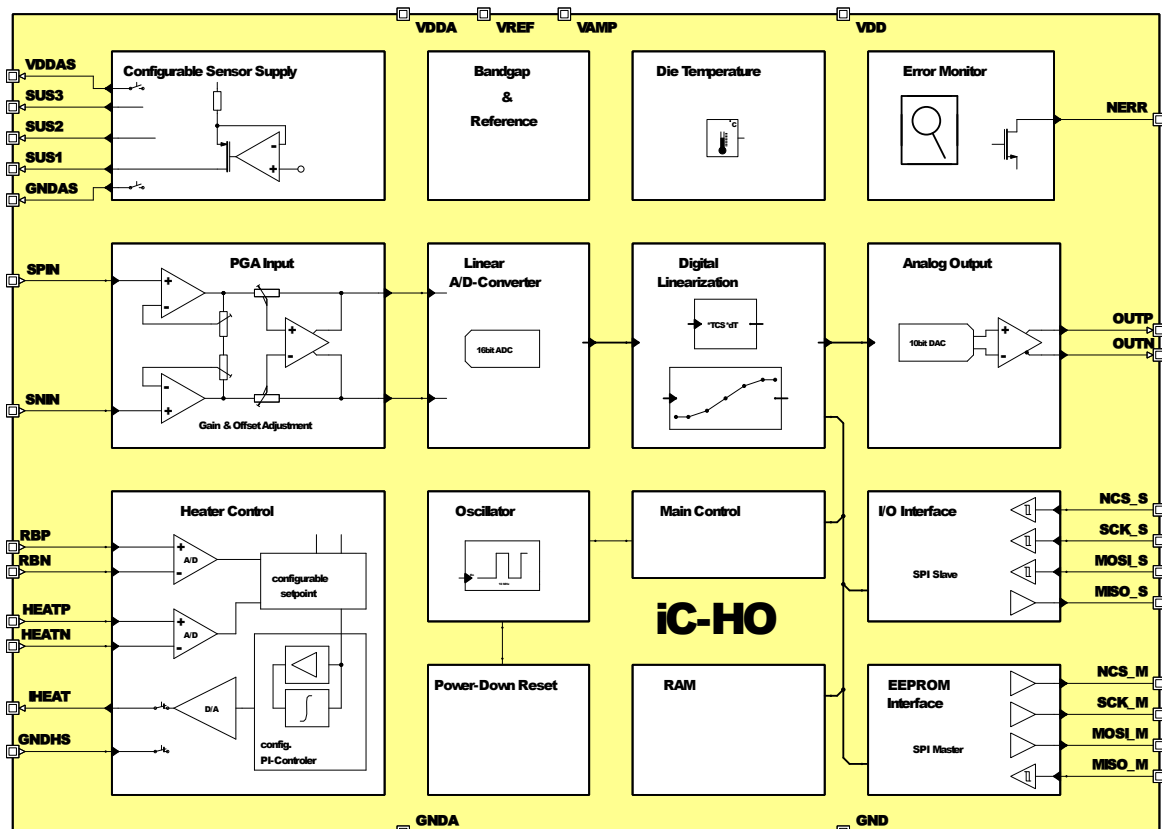 VDDA
VREF
VAMP
VDD
VDDAS
SUS3
SUS2
SUS1
GNDAS
Configurable Sensor Supply
-
+
Bandgap
&
Reference
Die Temperature
°C
Error Monitor
NERR
SPIN
SNIN
PGA Input
+
-
+
-
-
+
Gain & Offset Adjustment
Linear
A/D-Converter
16bit ADC
Digital
Linearization
*TCS *dT
Analog Output
10bit DAC
+
-
OUTP
OUTN
RBP
RBN
HEATP
HEATN
IHEAT
GNDHS
Heater Control
+
A/D
-
+
A/D
-
configurable
setpoint
D/A
config.
PI-Controler
Oscillator
Main Control
I/O Interface
SPI Slave
NCS_S
SCK_S
MOSI_S
MISO_S
iC-HO
Power-Down Reset
RAM
EEPROM
Interface
SPI Master
NCS_M
SCK_M
MOSI_M
MISO_M
GNDA
GND